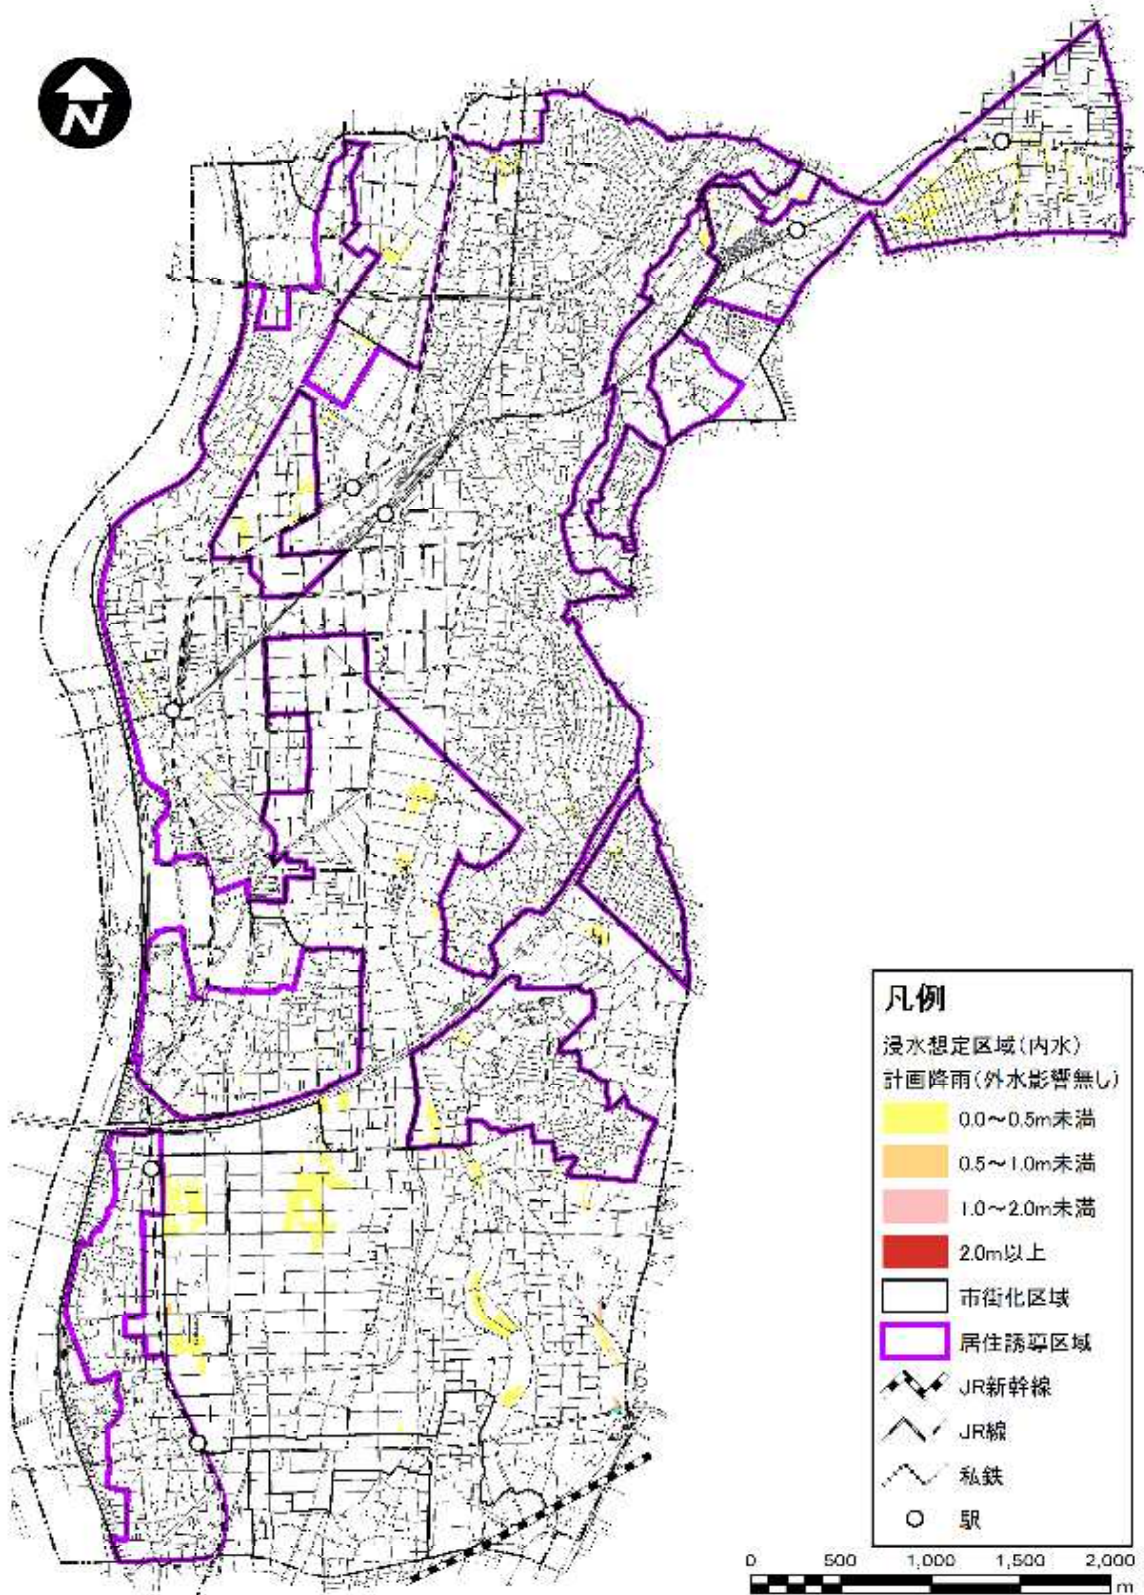 N
凡例
浸水想定区域(内水)
計画降雨(外水影響無し)
0.0～0.5m未満
0.5～1.0m未満
1.0～2.0m未満
2.0m以上
市街化区域
居住誘導区域
JR新幹線
JR線
私鉄
駅
0 500 1,000 1,500 2,000
m